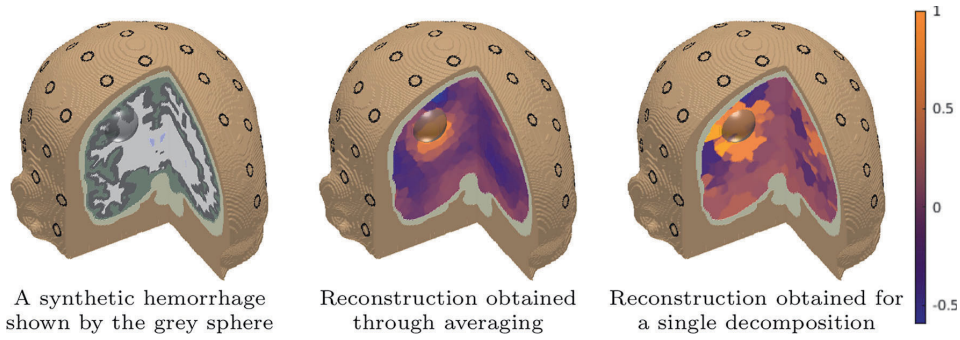 A synthetic hemorrhage
shown by the grey sphere
Reconstruction obtained
through averaging
Reconstruction obtained for
a single decomposition
1
0.5
0
-0.5